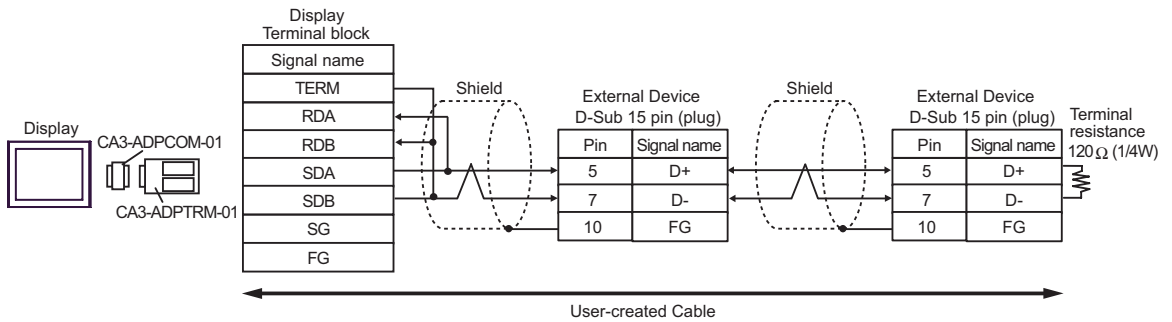 Display
CA3-ADPCOM-01
CA3-ADPTRM-01
Display
Terminal block
Signal name
TERM
RDA
RDB
SDA
SDB
SG
FG
Shield
External Device
D-Sub 15 pin (plug)
Pin Signal name
5 D+
7 D-
10 FG
Shield
External Device
D-Sub 15 pin (plug)
Pin Signal name
5 D+
7 D-
10 FG
Terminal
resistance
120Ω (1/4W)
User-created Cable